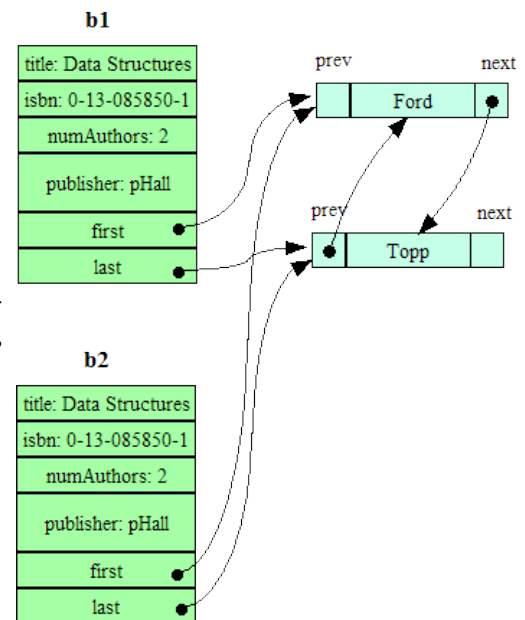 b1
title: Data Structures
isbn: 0-13-085850-1
numAuthors: 2
publisher: pHall
first
last
prev
next
Ford
prev
next
Topp
b2
title: Data Structures
isbn: 0-13-085850-1
numAuthors: 2
publisher: pHall
first
last